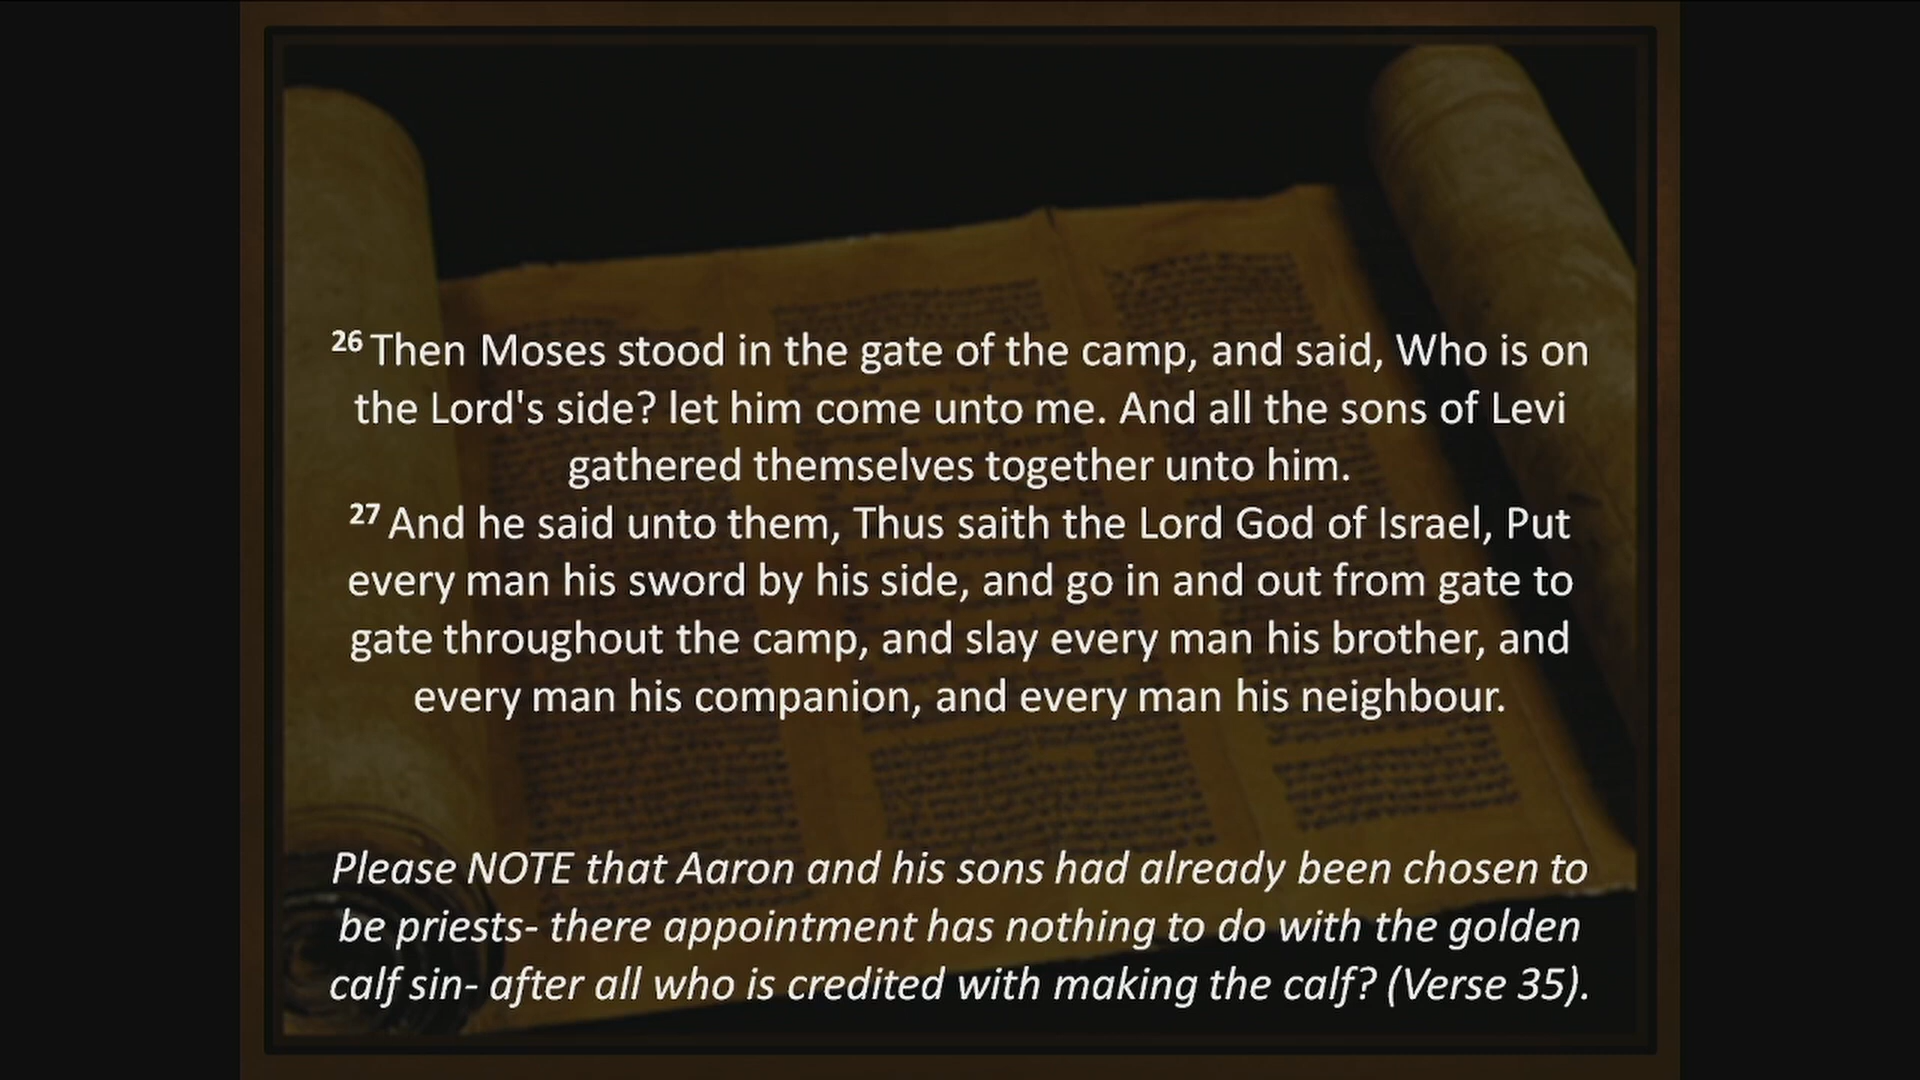 26 Then Moses stood in the gate of the camp, and said, Who is on
the Lord's side? let him come unto me. And all the sons of Levi
gathered themselves together unto him.
27 And he said unto them, Thus saith the Lord God of Israel, Put
every man his sword by his side, and go in and out from gate to
gate throughout the camp, and slay every man his brother, and
every man his companion, and every man his neighbour.
Please NOTE that Aaron and his sons had already been chosen to
be priests- there appointment has nothing to do with the golden
calf sin- after all who is credited with making the calf? (Verse 35).